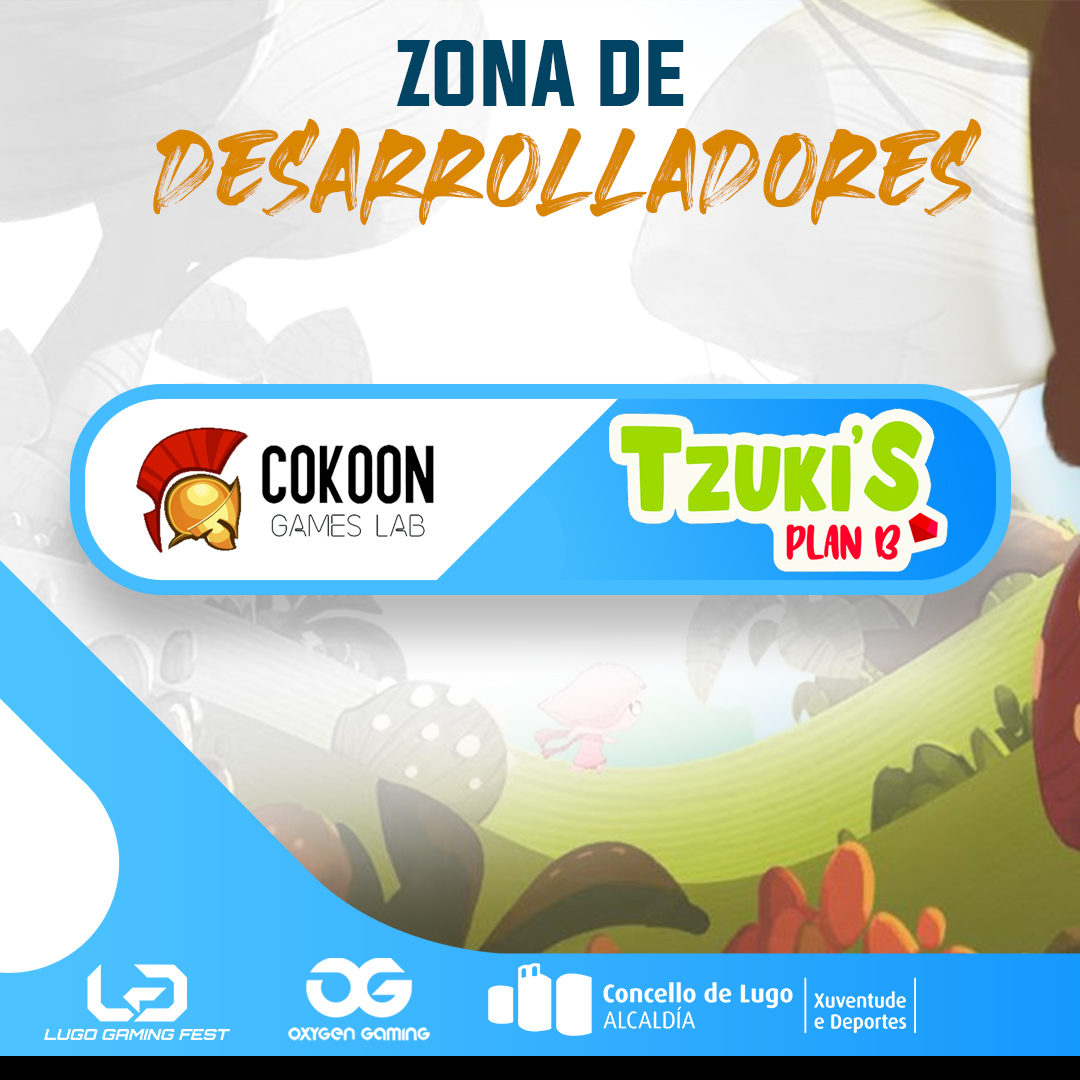 ZONA DE
DESARROLLADORES
COKOON
GAMES LAB
TZUKI'S
PLAN B
LUGO GAMING FEST
OXYGEN GAMING
Concello de Lugo
ALCALDÍA
Xuventude
e Deportes